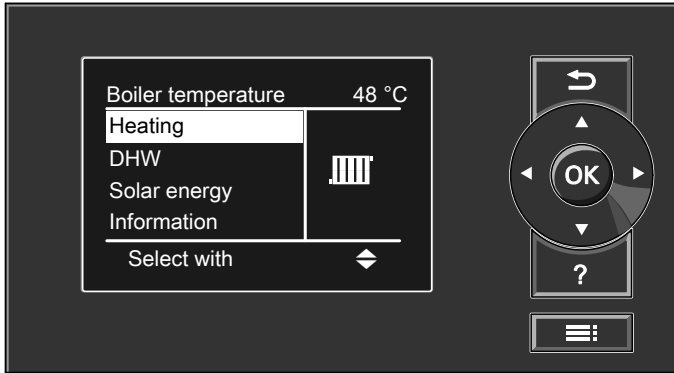 Boiler temperature 48 °C
Heating
DHW
Solar energy
Information
Select with
OK
?